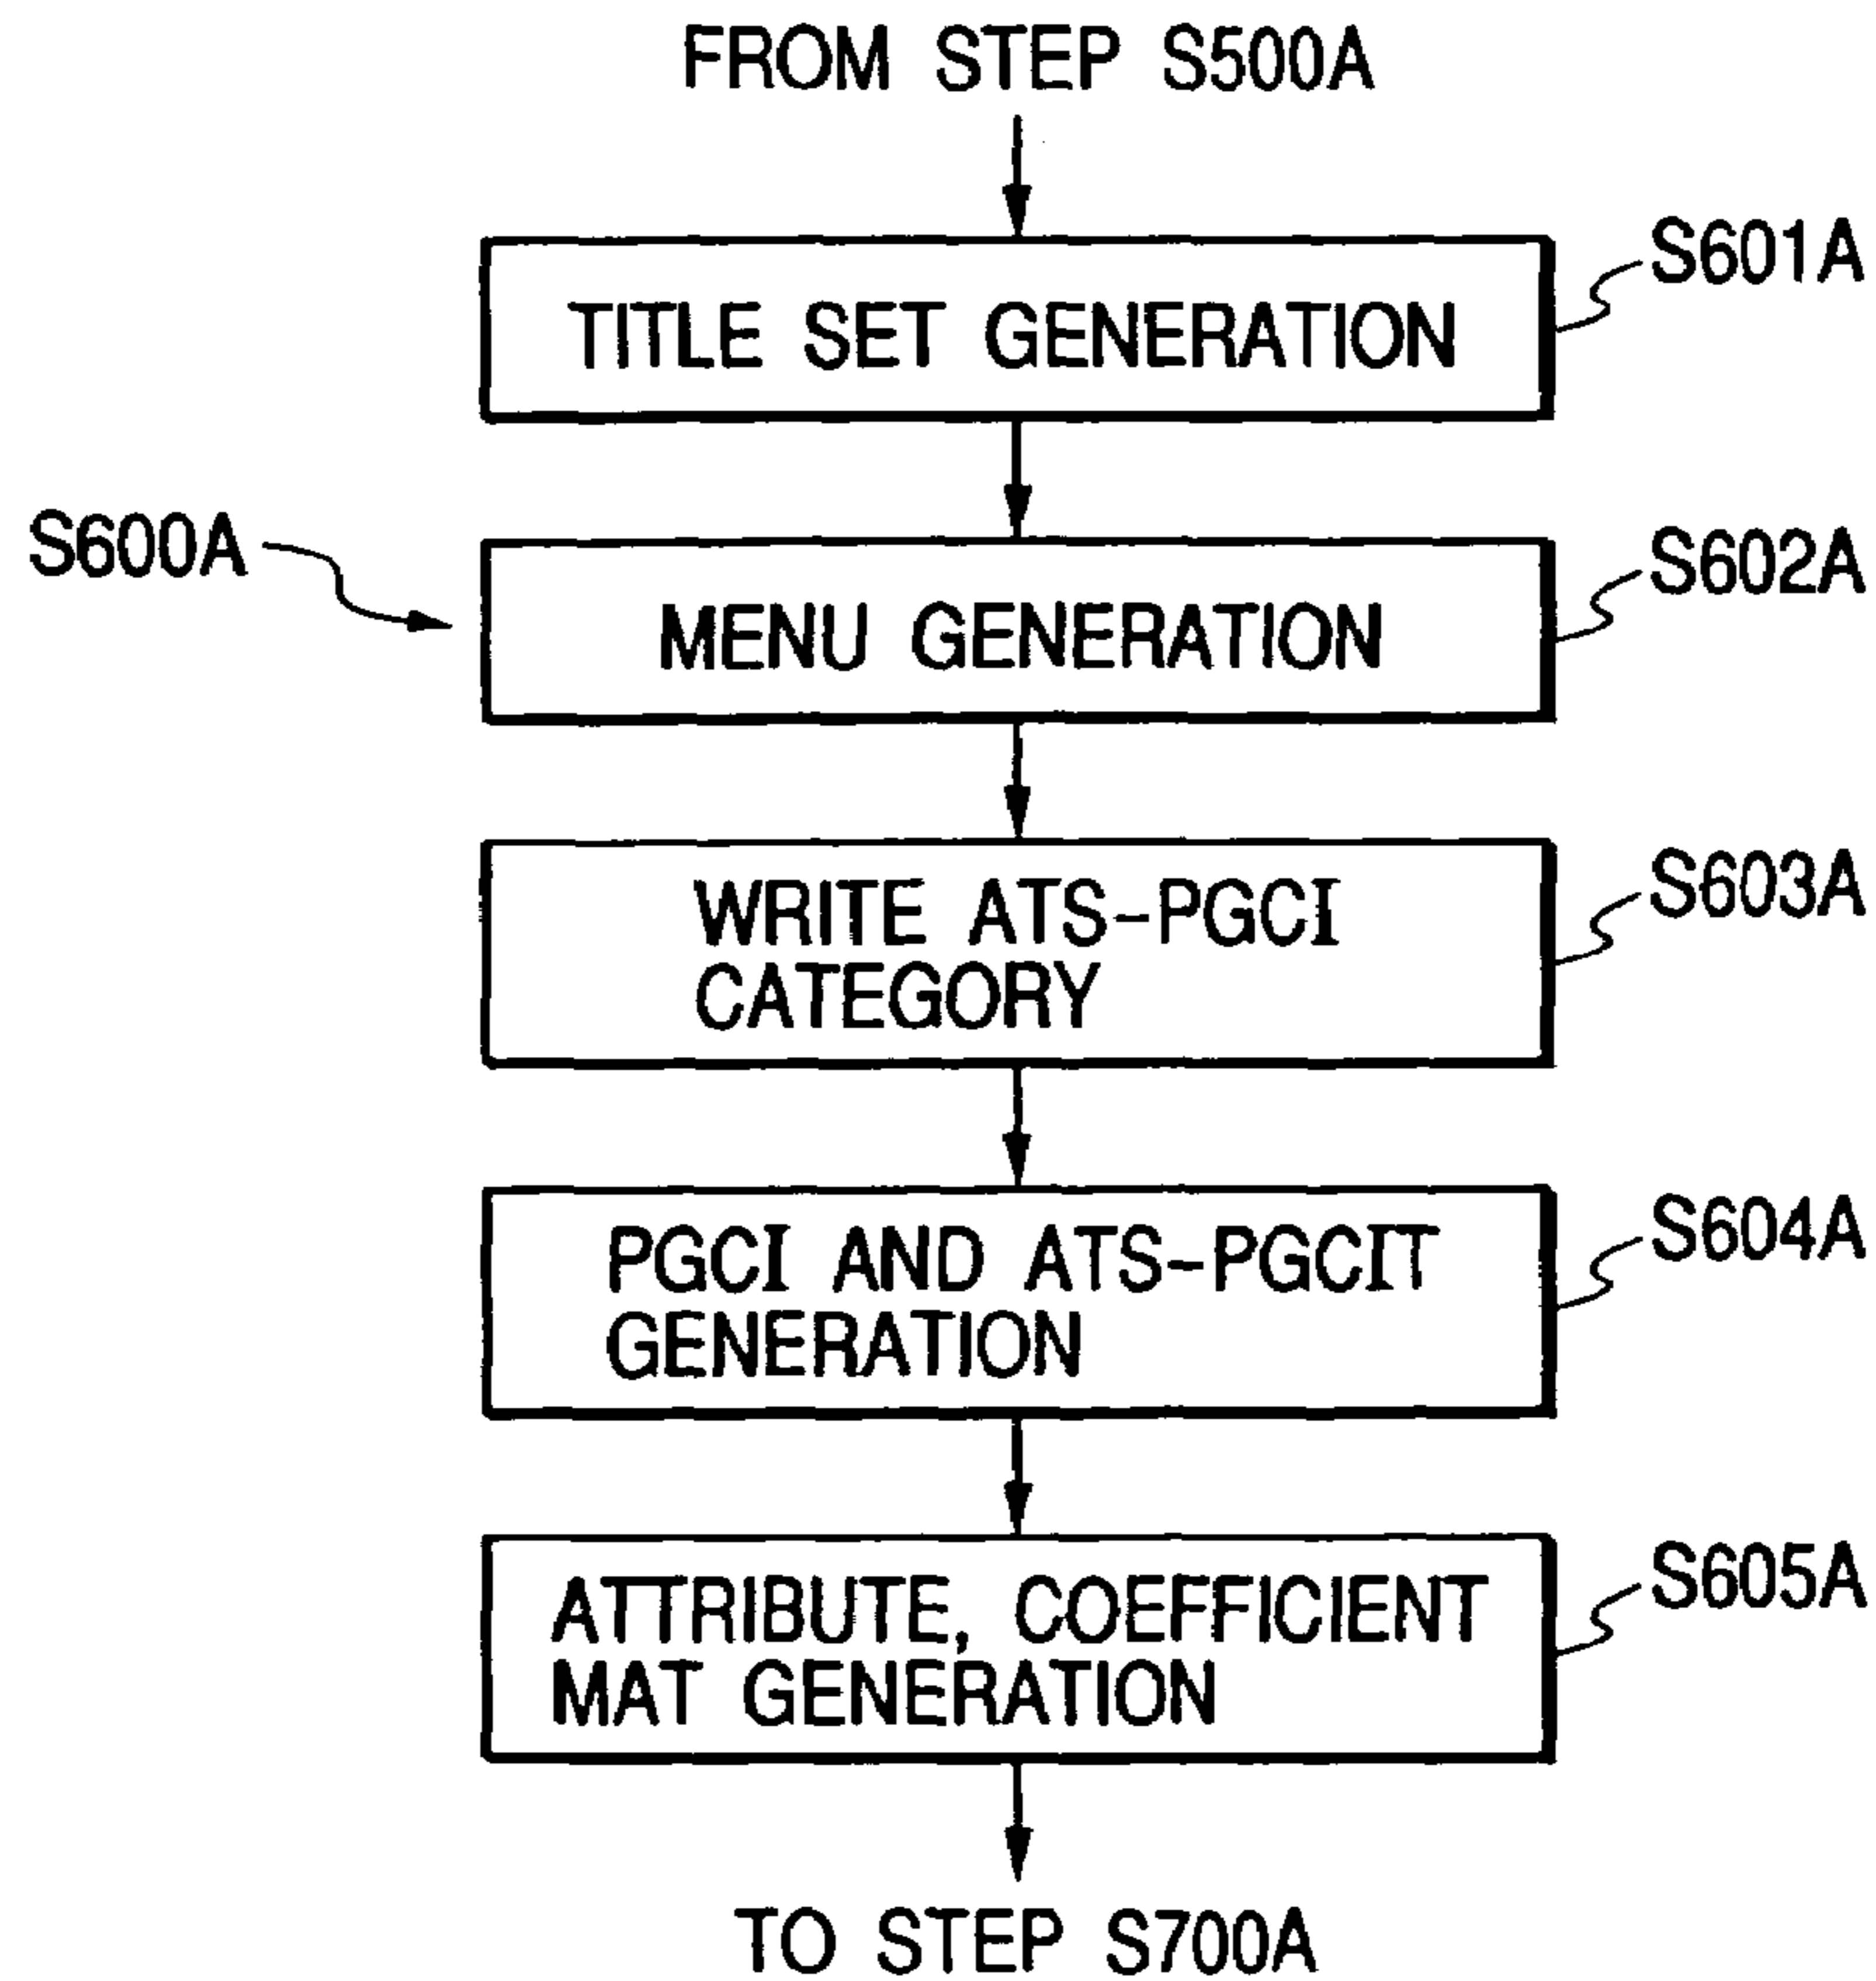 FROM STEP S500A
S601A
TITLE SET GENERATION
S600A
S602A
MENU GENERATION
S603A
WRITE ATS-PGCI
CATEGORY
S604A
PGCI AND ATS-PGCIT
GENERATION
S605A
ATTRIBUTE, COEFFICIENT
MAT GENERATION
TO STEP S700A